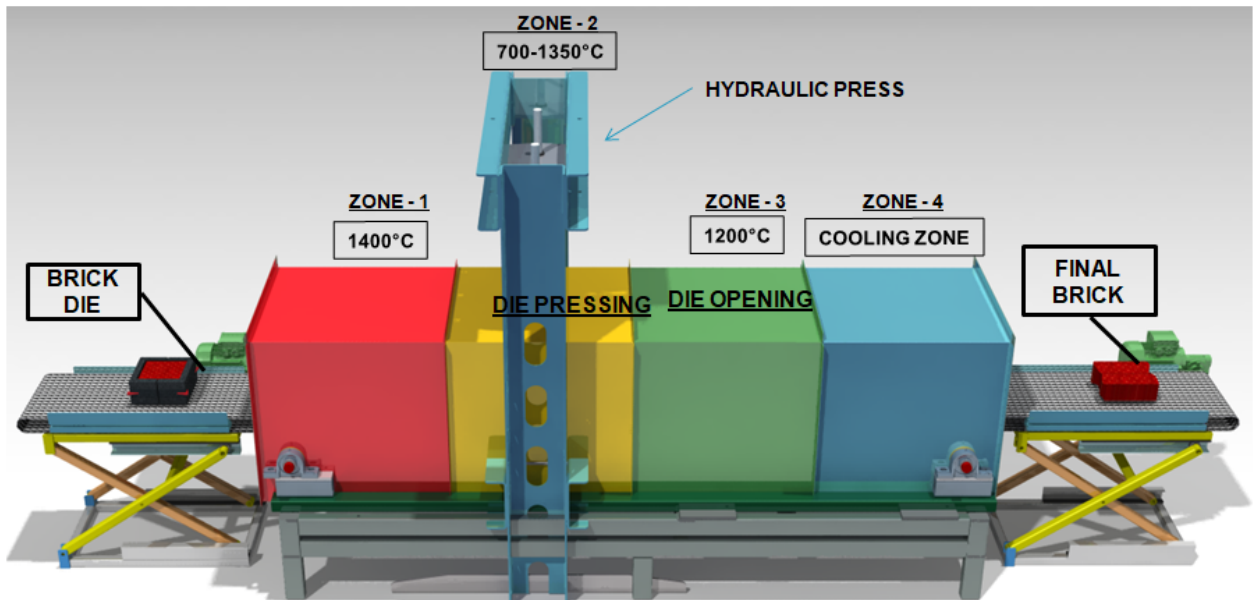 ZONE - 2
700-1350°C
HYDRAULIC PRESS
ZONE - 1
1400°C
ZONE - 3
1200°C
ZONE - 4
COOLING ZONE
BRICK
DIE
DIE PRESSING
DIE OPENING
FINAL
BRICK